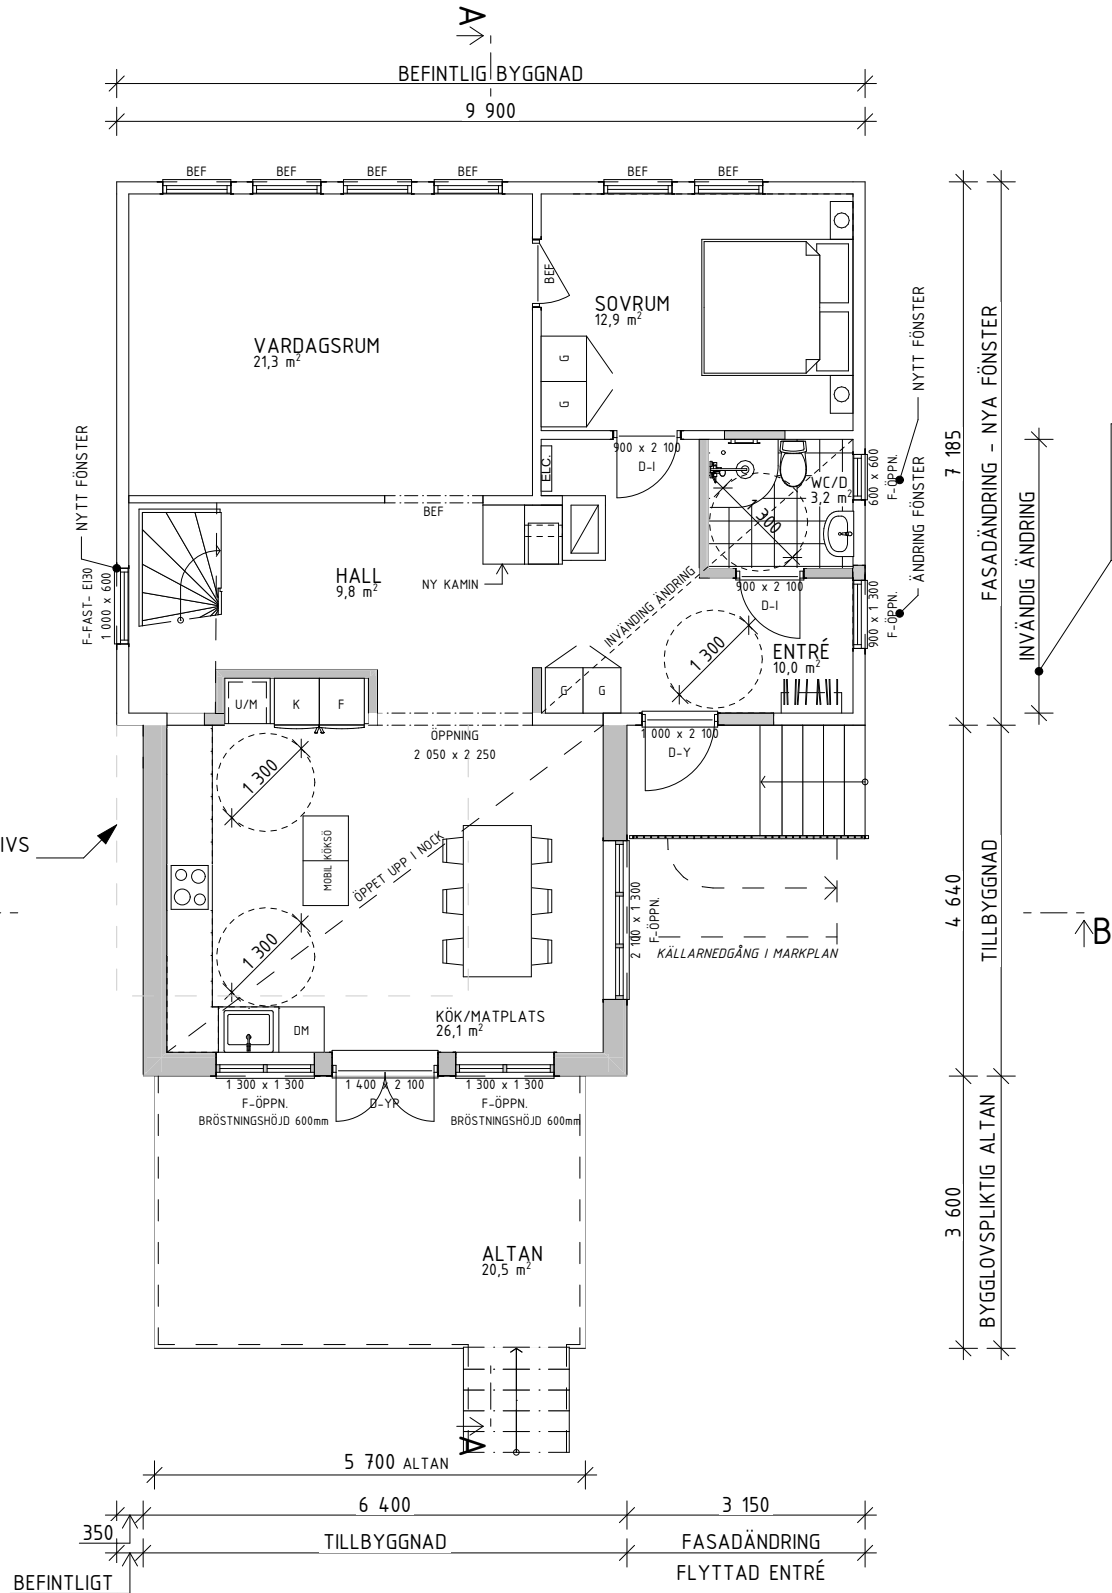 A
BEFINTLIG BYGGNAD
9 900
BEF
BEF
BEF
BEF
BEF
BEF
BEF
SOVRUM
12,9 m²
VARDAGSRUM
21,3 m²
G
G
NYTT FÖNSTER
FASADÄNDRING - NYA FÖNSTER
7 185
NYTT FÖNSTER
900 x 2 100
D-I
ELC.
WC/D
3,2 m²
1 300
600 x 600
F-ÖPPN.
ÄNDRING FÖNSTER
INVÄNDIG ÄNDRING
BEF
HALL
9,8 m²
NY KAMIN
F-FAST- EI30
1 000 x 600
INVÄNDING ÄNDRING
900 x 2 100
D-I
900 x 1 300
F-ÖPPN.
ENTRÉ
10,0 m²
1 300
U/M
K
F
G
G
ÖPPNING
2 050 x 2 250
1 000 x 2 100
D-Y
1 300
MOBIL KÖKSÖ
ÖPPET UPP I NOCK
IVS
2 100 x 1 300
F-ÖPPN.
KÄLLARNEDGÅNG I MARKPLAN
4 640
TILLBYGGNAD
B
1 300
KÖK/MATPLATS
26,1 m²
DM
1 300 x 1 300
F-ÖPPN.
BRÖSTNINGSHÖJD 600mm
1 400 x 2 100
D-YP
1 300 x 1 300
F-ÖPPN.
BRÖSTNINGSHÖJD 600mm
3 600
BYGGLOVSPLIKTIG ALTAN
ALTAN
20,5 m²
A
5 700 ALTAN
6 400
3 150
350
TILLBYGGNAD
FASADÄNDRING
FLYTTAD ENTRÉ
BEFINTLIGT